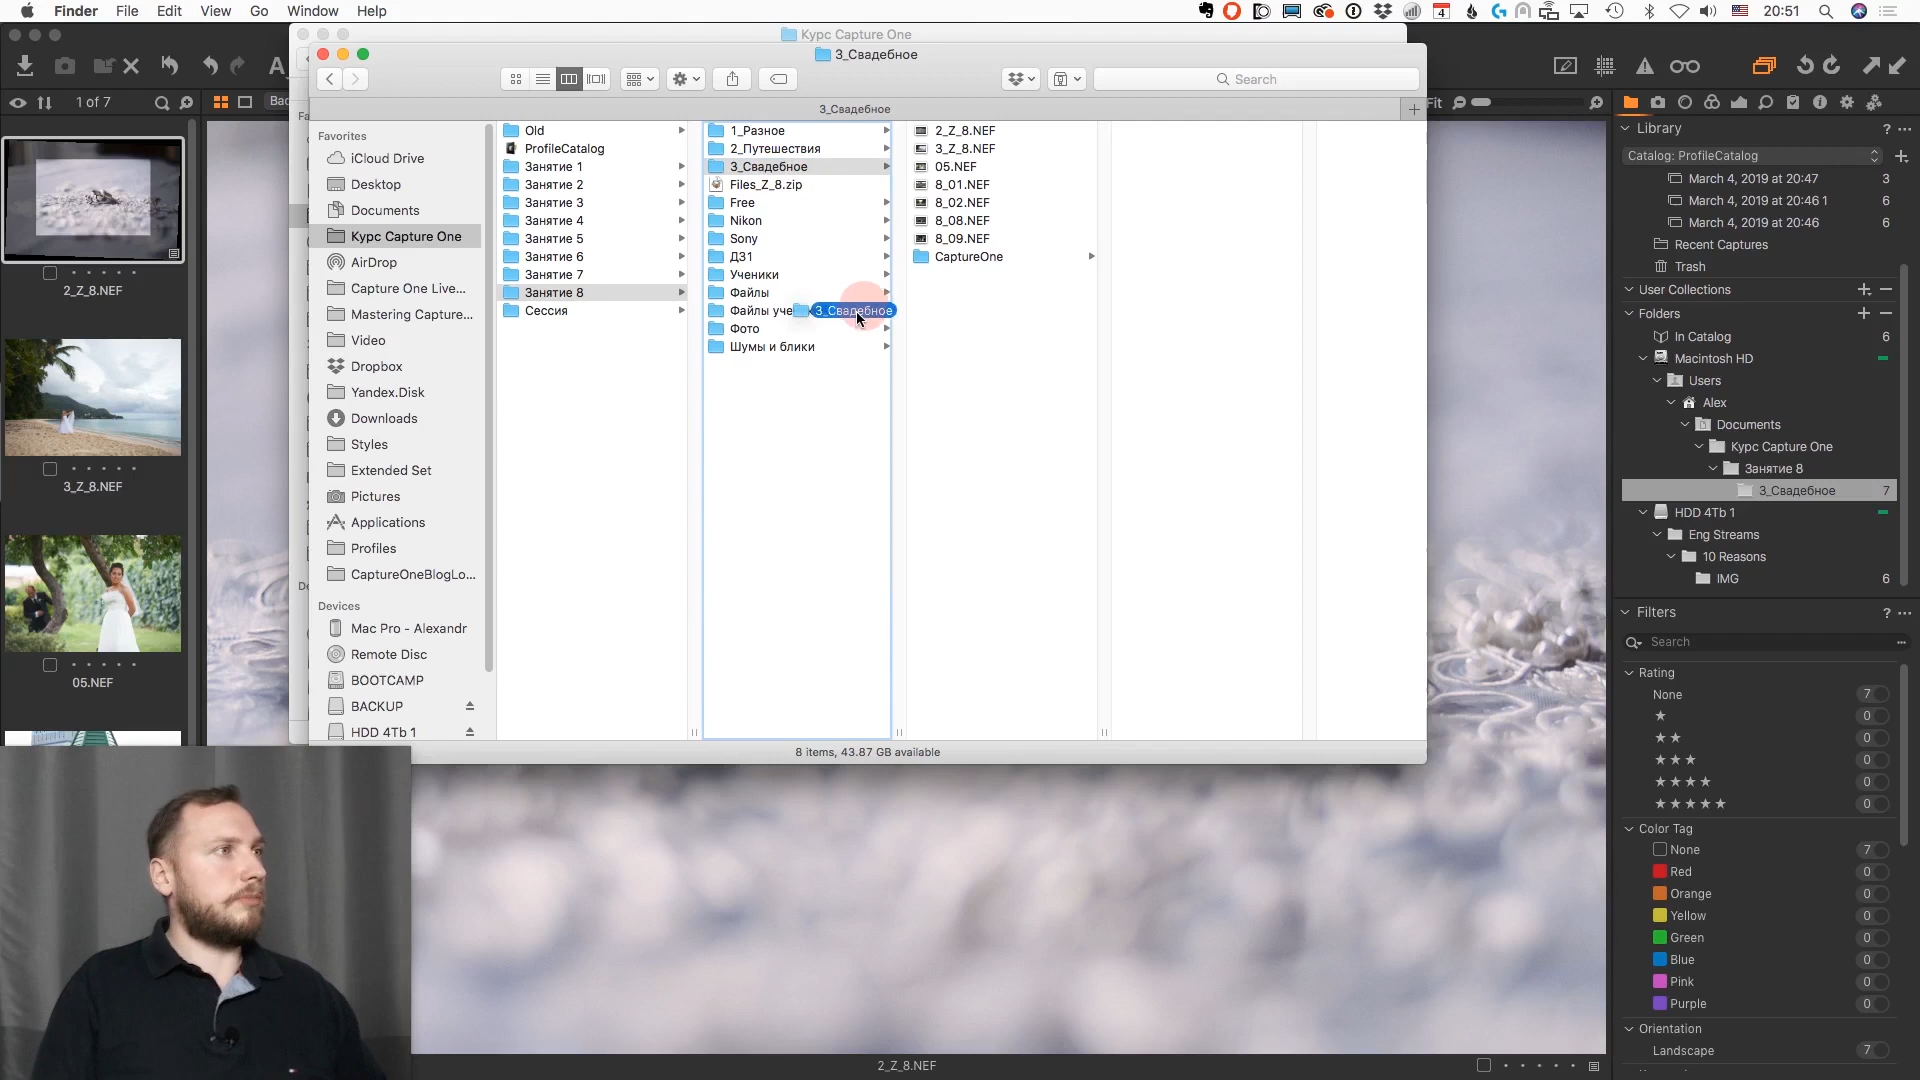 Finder File Edit View Go Window Help
20:51
Курс Capture One
3_Свадебное
1 of 7
Search
Fit
3_Свадебное
Favorites
iCloud Drive
Desktop
Documents
Курс Capture One
AirDrop
Capture One Live...
Mastering Capture...
Video
Dropbox
Yandex.Disk
Downloads
Styles
Extended Set
Pictures
Applications
Profiles
CaptureOneBlogLo...
Devices
Mac Pro - Alexandr
Remote Disc
BOOTCAMP
BACKUP
HDD 4Tb 1
Old
ProfileCatalog
Занятие 1
Занятие 2
Занятие 3
Занятие 4
Занятие 5
Занятие 6
Занятие 7
Занятие 8
Сессия
1_Разное
2_Путешествия
3_Свадебное
Files_Z_8.zip
Free
Nikon
Sony
ДЗ1
Ученики
Файлы
Файлы уче
3_Свадебное
Фото
Шумы и блики
2_Z_8.NEF
3_Z_8.NEF
05.NEF
8_01.NEF
8_02.NEF
8_08.NEF
8_09.NEF
CaptureOne
8 items, 43.87 GB available
2_Z_8.NEF
3_Z_8.NEF
05.NEF
2_Z_8.NEF
Library
Catalog: ProfileCatalog
March 4, 2019 at 20:47 3
March 4, 2019 at 20:46 1 6
March 4, 2019 at 20:46 6
Recent Captures
Trash
User Collections
Folders
In Catalog 6
Macintosh HD
Users
Alex
Documents
Курс Capture One
Занятие 8
3_Свадебное 7
HDD 4Tb 1
Eng Streams
10 Reasons
IMG 6
Filters
Search
Rating
None 7
★ 0
★ ★ 0
★ ★ ★ 0
★ ★ ★ ★ 0
★ ★ ★ ★ ★ 0
Color Tag
None 7
Red 0
Orange 0
Yellow 0
Green 0
Blue 0
Pink 0
Purple 0
Orientation
Landscape 7